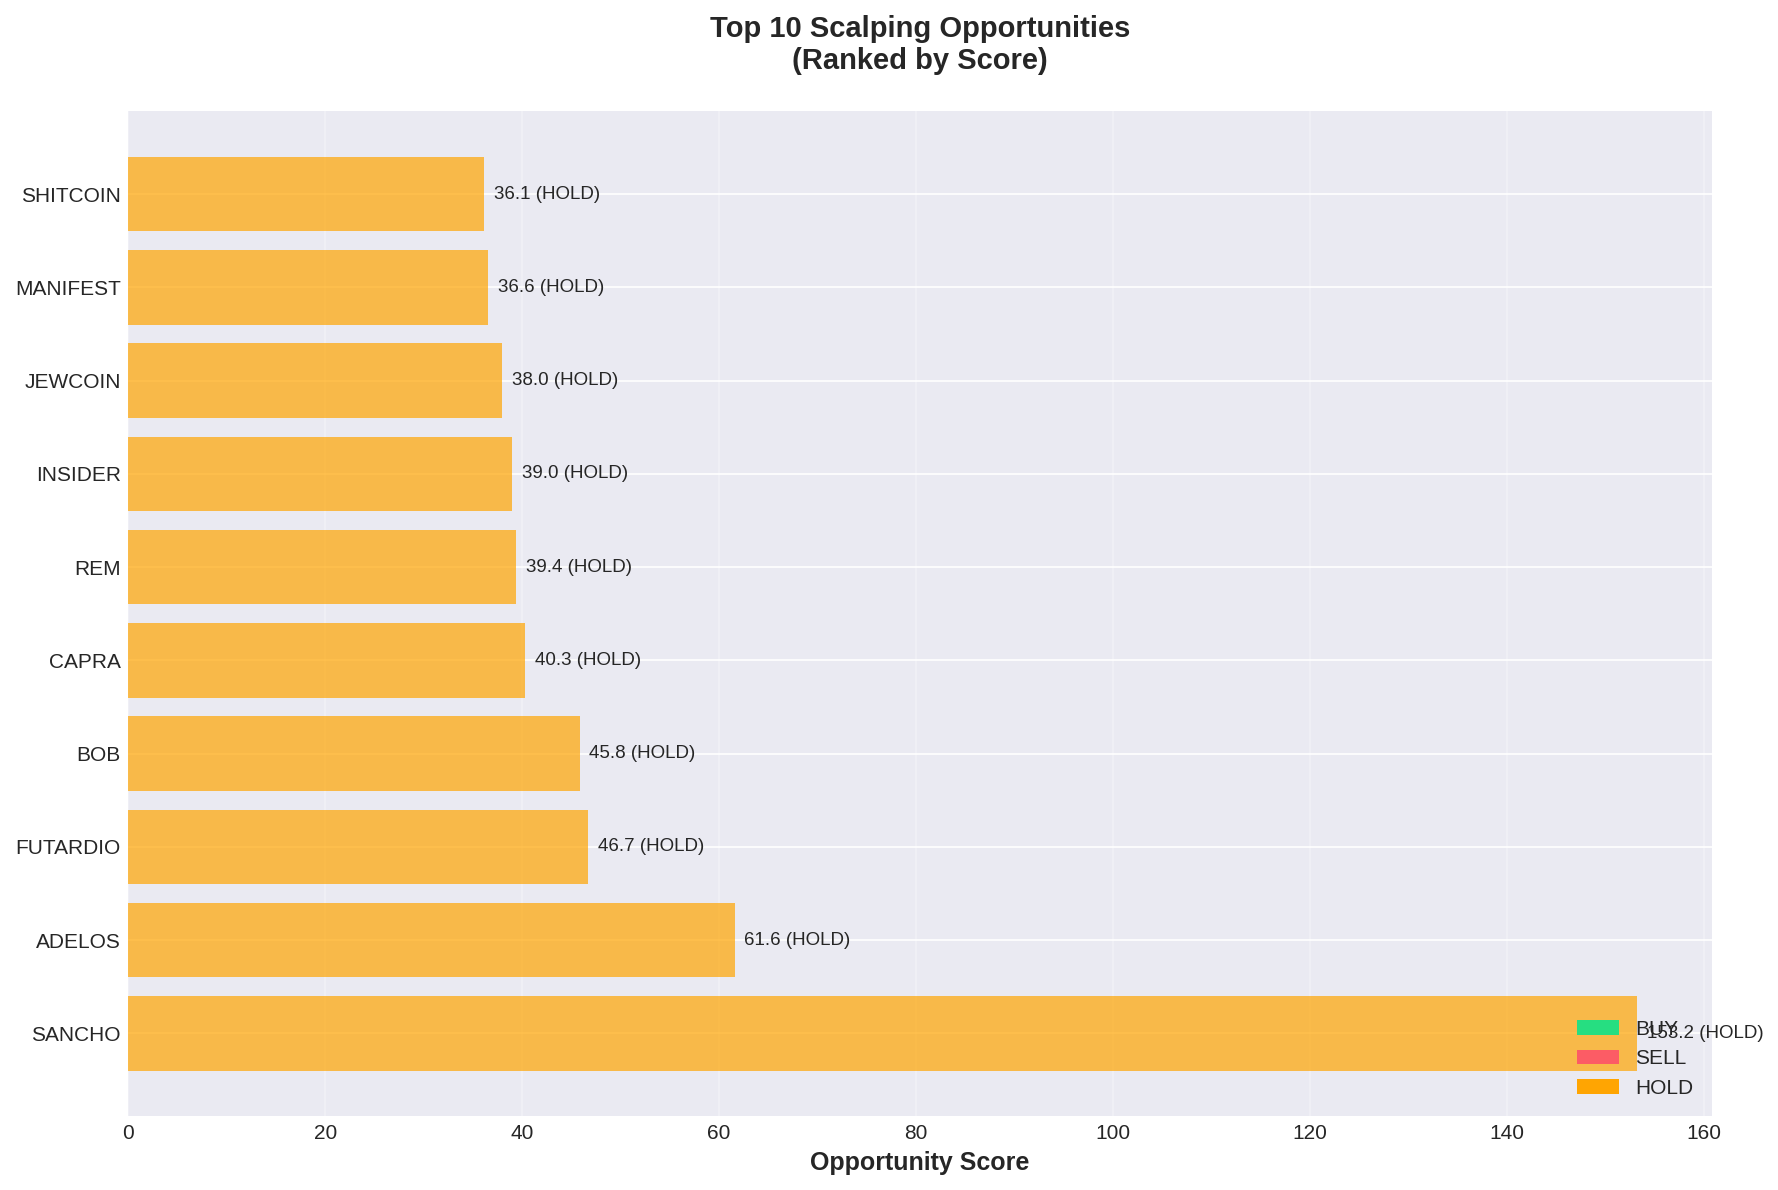 Top 10 Scalping Opportunities
(Ranked by Score)
SHITCOIN
36.1 (HOLD)
MANIFEST
36.6 (HOLD)
JEWCOIN
38.0 (HOLD)
INSIDER
39.0 (HOLD)
REM
39.4 (HOLD)
CAPRA
40.3 (HOLD)
BOB
45.8 (HOLD)
FUTARDIO
46.7 (HOLD)
ADELOS
61.6 (HOLD)
SANCHO
153.2 (HOLD)
BUY
SELL
HOLD
0 20 40 60 80 100 120 140 160
Opportunity Score